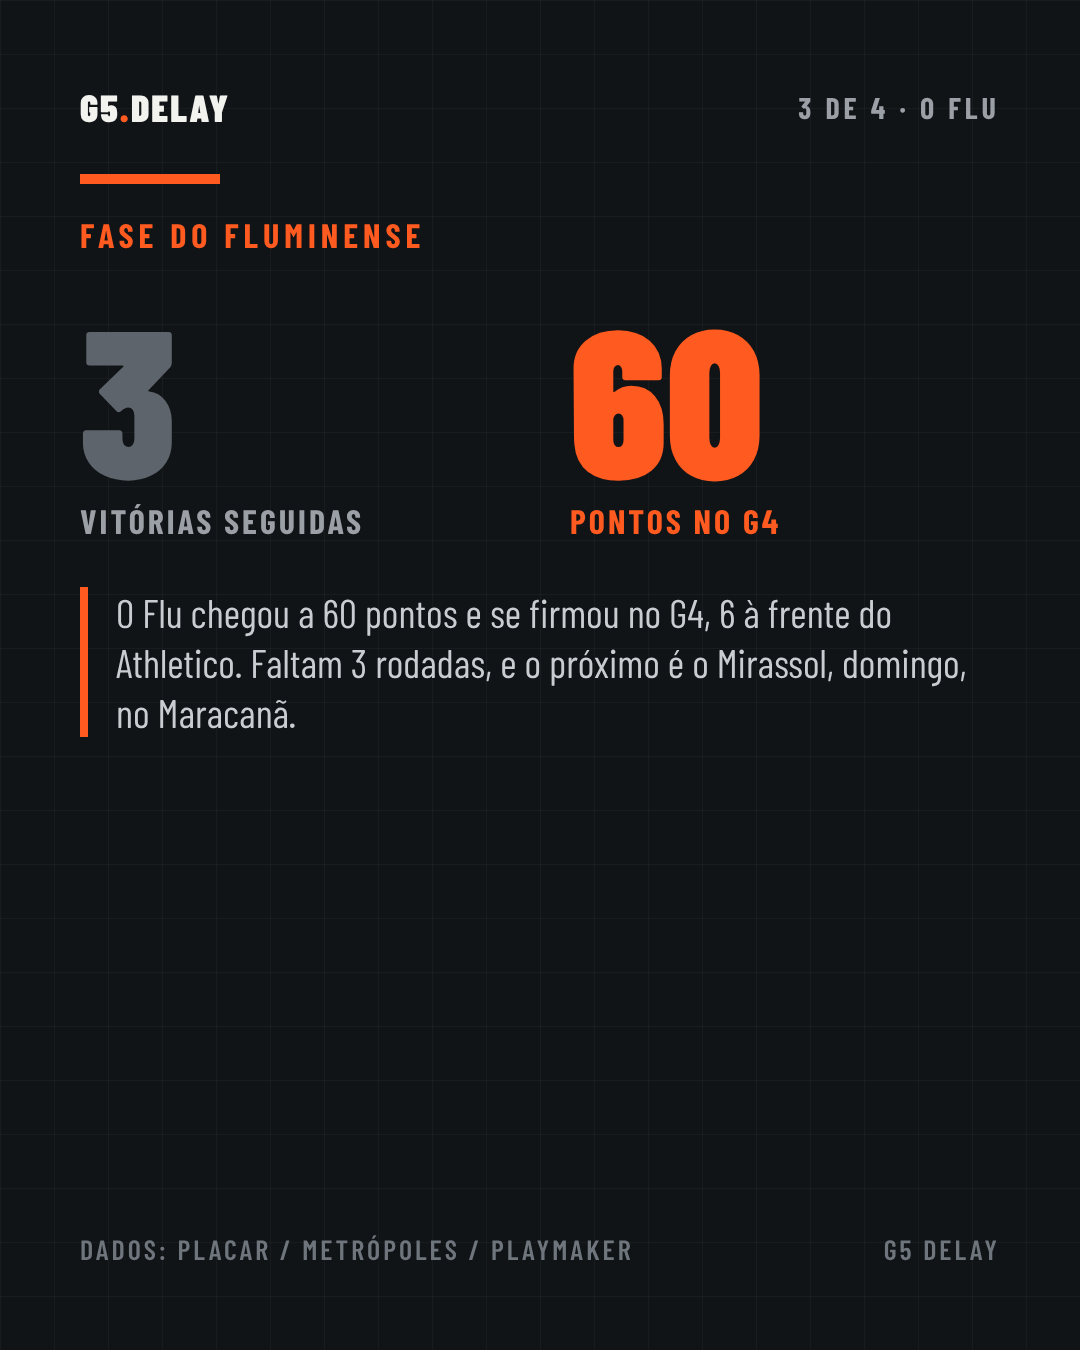 G5.DELAY
3 DE 4 · O FLU
FASE DO FLUMINENSE
3
60
VITÓRIAS SEGUIDAS
PONTOS NO G4
O Flu chegou a 60 pontos e se firmou no G4, 6 à frente do
Athletico. Faltam 3 rodadas, e o próximo é o Mirassol, domingo,
no Maracanã.
DADOS: PLACAR / METRÓPOLES / PLAYMAKER
G5 DELAY